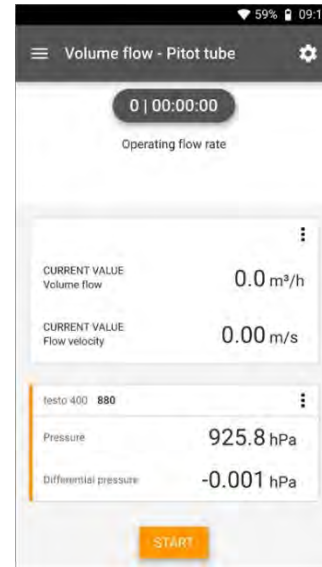 59% 09:1
Volume flow - Pitot tube
0 | 00:00:00
Operating flow rate
CURRENT VALUE
Volume flow
0.0 m³/h
CURRENT VALUE
Flow velocity
0.00 m/s
testo 400 880
Pressure
925.8 hPa
Differential pressure
-0.001 hPa
START